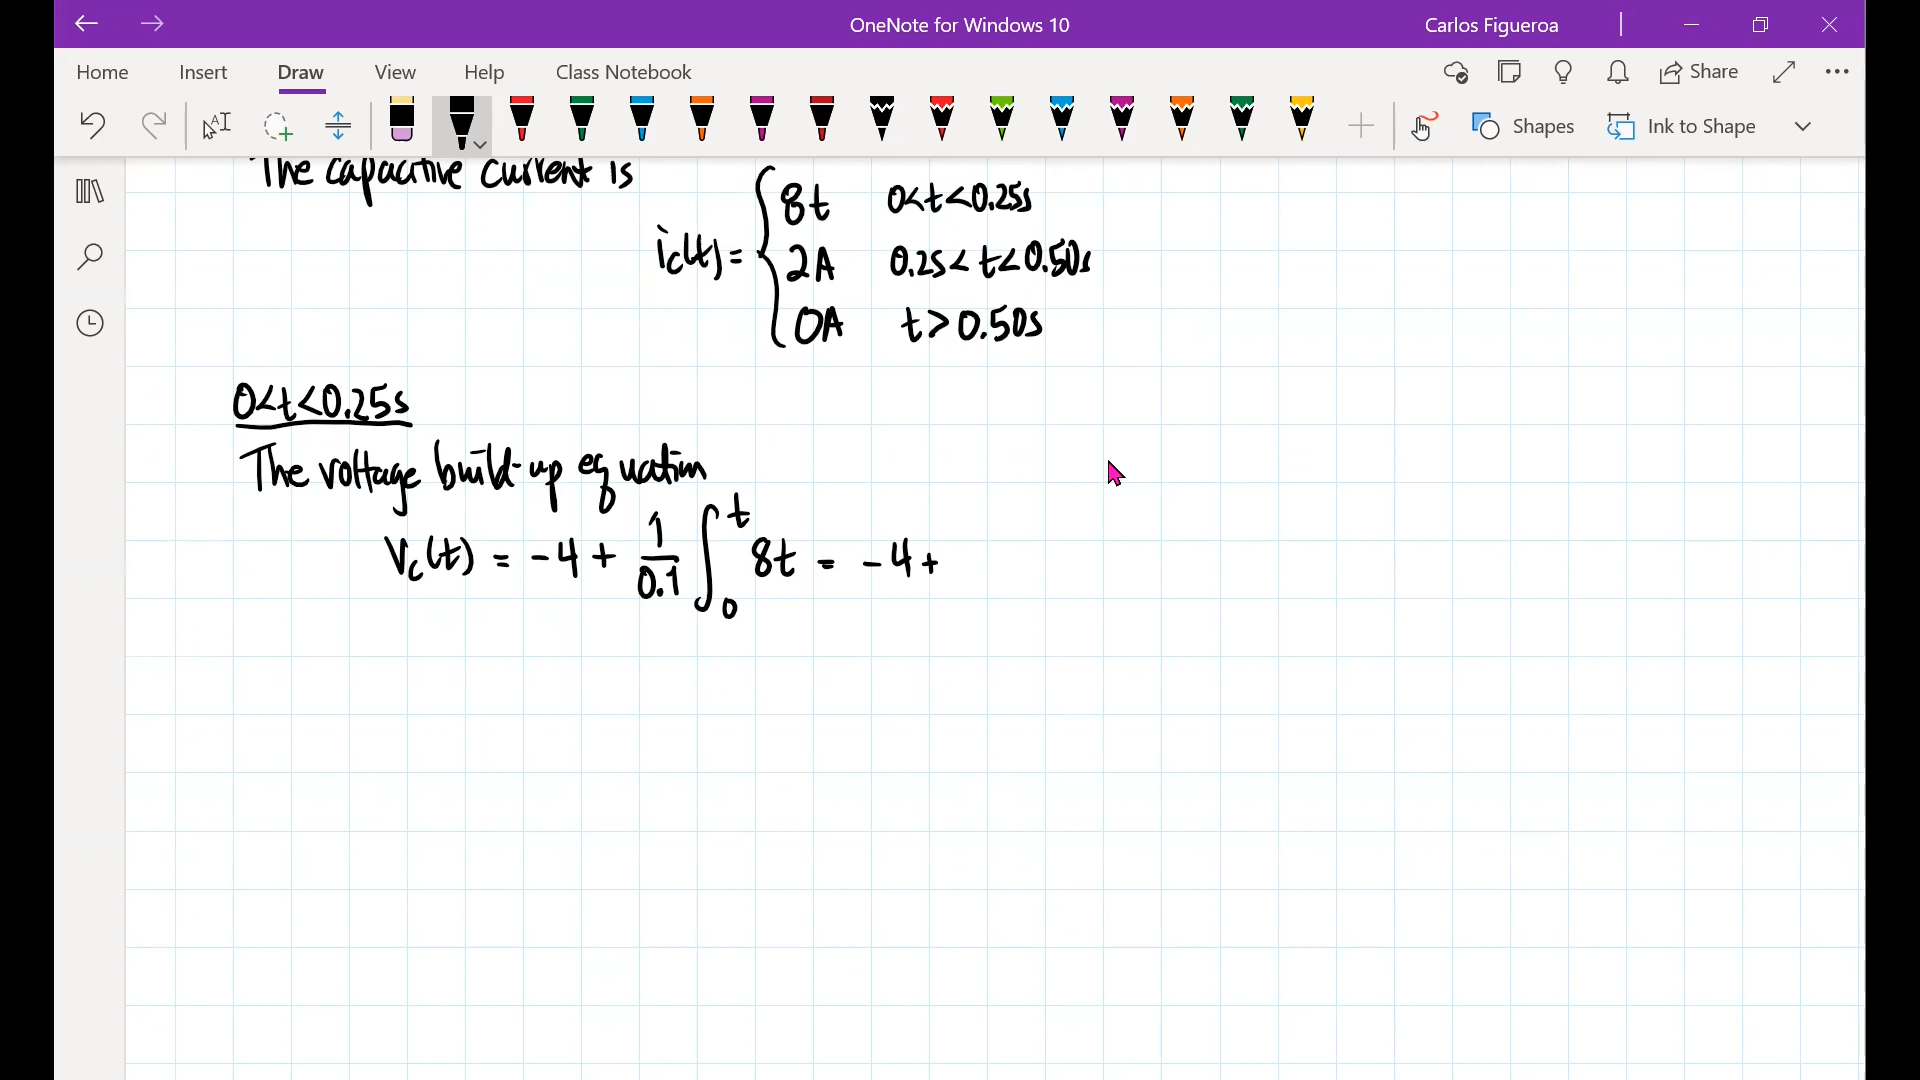 OneNote for Windows 10
Carlos Figueroa
Home Insert Draw View Help Class Notebook
Share
Shapes
Ink to Shape
The capacitive current is
8t 0<t<0.25s
ic(t) = 2A 0.25<t<0.50s
0A t>0.50s
0<t<0.25s
The voltage build-up equation
Vc(t) = -4 + 1/0.1 ∫₀ᵗ 8t = -4 +